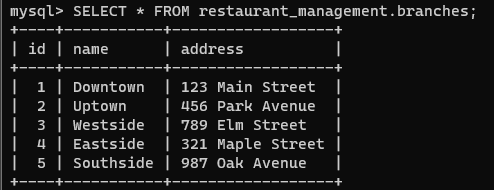 mysql> SELECT * FROM restaurant_management.branches;
+----+-----------+------------------+
| id | name      | address          |
+----+-----------+------------------+
|  1 | Downtown  | 123 Main Street  |
|  2 | Uptown    | 456 Park Avenue  |
|  3 | Westside  | 789 Elm Street   |
|  4 | Eastside  | 321 Maple Street |
|  5 | Southside | 987 Oak Avenue   |
+----+-----------+------------------+